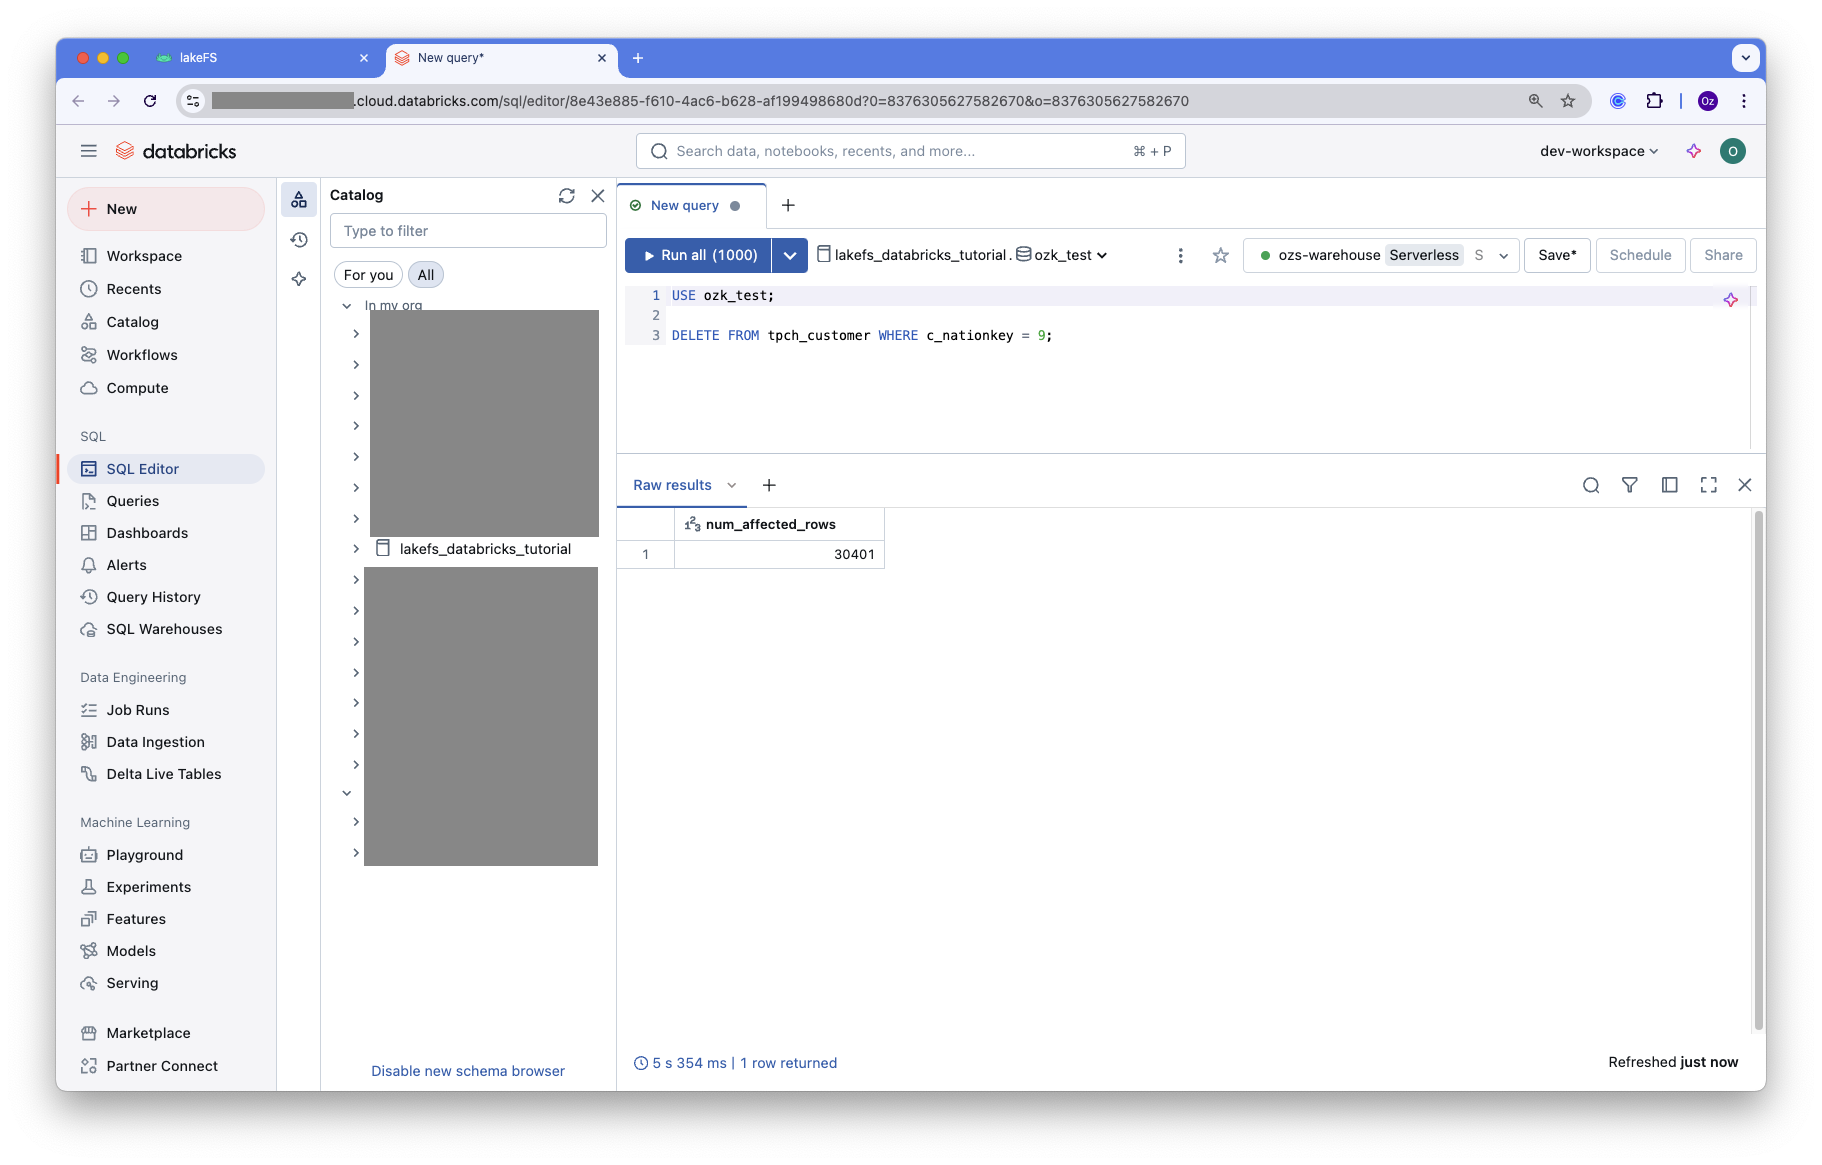 lakeFS
New query*
.cloud.databricks.com/sql/editor/8e43e885-f610-4ac6-b628-af199498680d?0=8376305627582670&o=8376305627582670
Oz
databricks
Search data, notebooks, recents, and more...
⌘ + P
dev-workspace
O
New
Workspace
Recents
Catalog
Workflows
Compute
SQL
SQL Editor
Queries
Dashboards
Alerts
Query History
SQL Warehouses
Data Engineering
Job Runs
Data Ingestion
Delta Live Tables
Machine Learning
Playground
Experiments
Features
Models
Serving
Marketplace
Partner Connect
Catalog
Type to filter
For you
All
In my org
lakefs_databricks_tutorial
Disable new schema browser
New query
Run all (1000)
lakefs_databricks_tutorial . ozk_test
ozs-warehouse Serverless S
Save*
Schedule
Share
1 USE ozk_test;
2
3 DELETE FROM tpch_customer WHERE c_nationkey = 9;
Raw results
123 num_affected_rows
1 30401
5 s 354 ms | 1 row returned
Refreshed just now